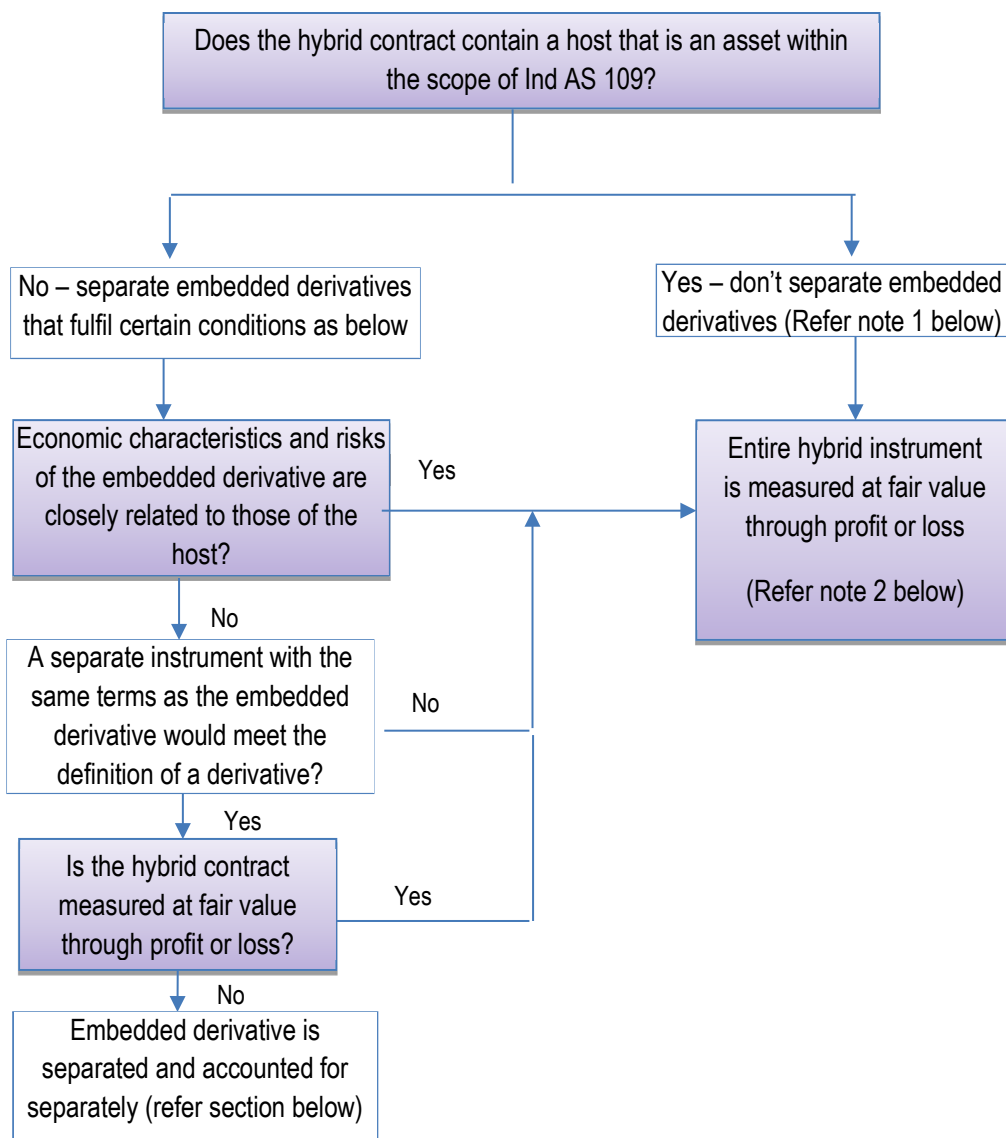 Does the hybrid contract contain a host that is an asset within
the scope of Ind AS 109?
No – separate embedded derivatives
that fulfil certain conditions as below
Yes – don't separate embedded
derivatives (Refer note 1 below)
Economic characteristics and risks
of the embedded derivative are
closely related to those of the
host?
Yes
Entire hybrid instrument
is measured at fair value
through profit or loss
(Refer note 2 below)
No
A separate instrument with the
same terms as the embedded
derivative would meet the
definition of a derivative?
No
Yes
Is the hybrid contract
measured at fair value
through profit or loss?
Yes
No
Embedded derivative is
separated and accounted for
separately (refer section below)